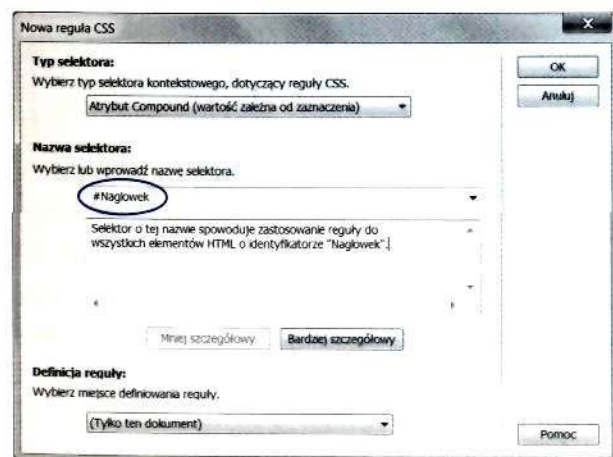 Nowa reguła CSS
Typ selektora:
Wybierz typ selektora kontekstowego, dotyczący reguły CSS.
Atrybut Compound (wartość zależna od zaznaczenia)
OK
Anuluj
Nazwa selektora:
Wybierz lub wprowadź nazwę selektora.
#Naglowek
Selektor o tej nazwie spowoduje zastosowanie reguły do
wszystkich elementów HTML o identyfikatorze "Naglowek".
Mniej szczegółowy
Bardziej szczegółowy
Definicja reguły:
Wybierz miejsce definiowania reguły.
(Tylko ten dokument)
Pomoc